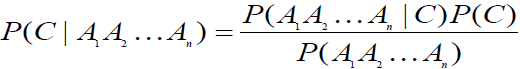 P(C | A₁A₂…Aₙ) = P(A₁A₂…Aₙ | C)P(C) / P(A₁A₂…Aₙ)